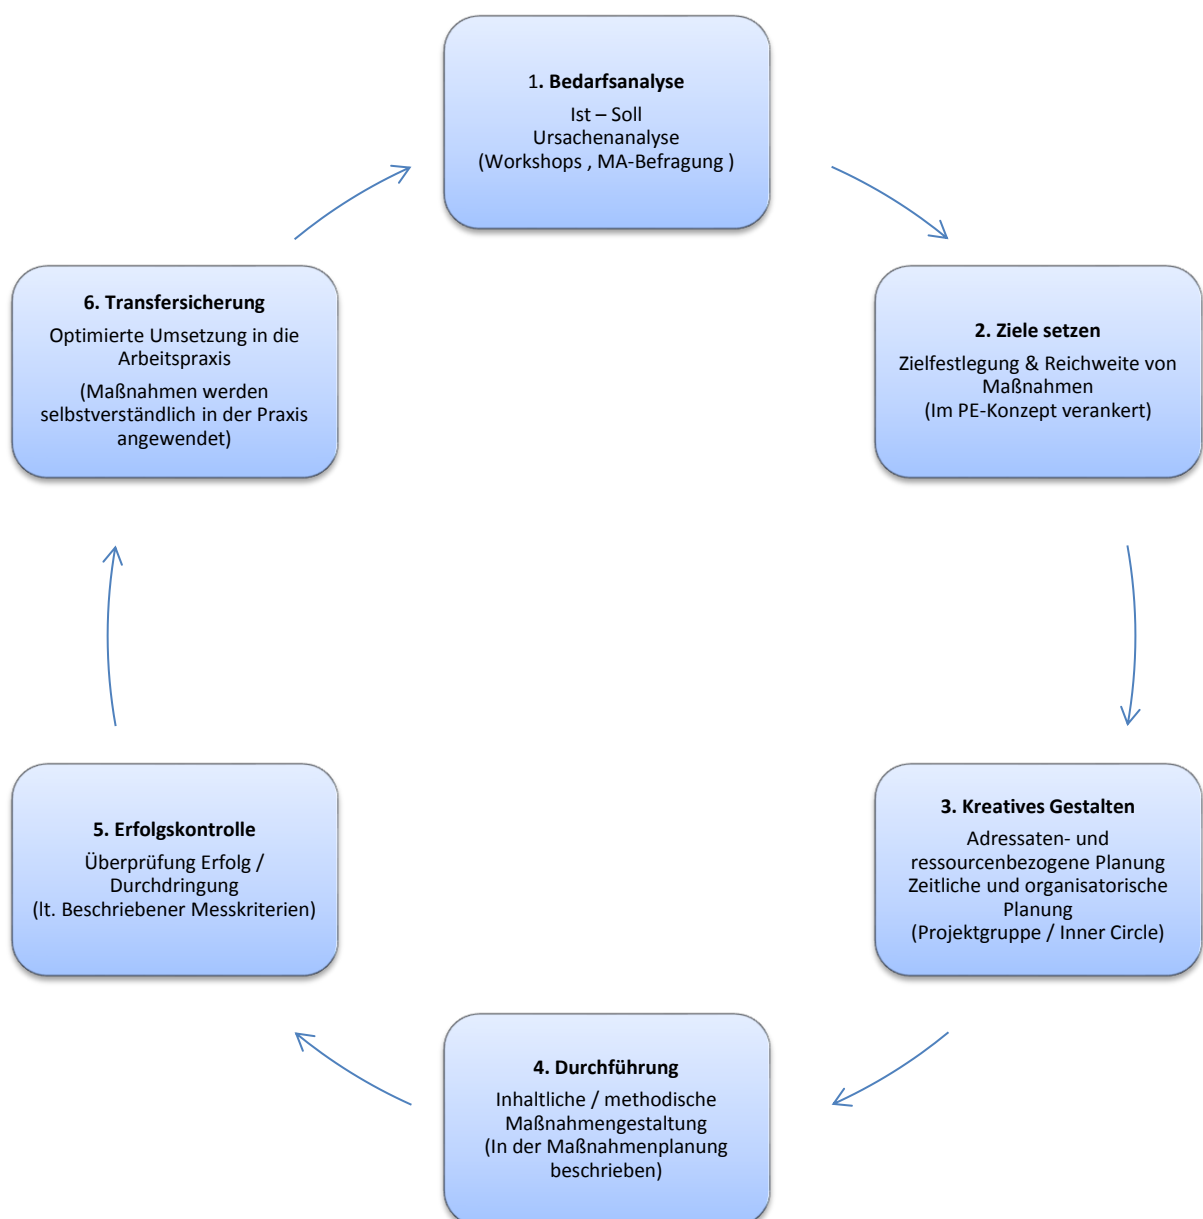 1. Bedarfsanalyse
Ist – Soll
Ursachenanalyse
(Workshops , MA-Befragung )
2. Ziele setzen
Zielfestlegung & Reichweite von
Maßnahmen
(Im PE-Konzept verankert)
3. Kreatives Gestalten
Adressaten- und
ressourcenbezogene Planung
Zeitliche und organisatorische
Planung
(Projektgruppe / Inner Circle)
4. Durchführung
Inhaltliche / methodische
Maßnahmengestaltung
(In der Maßnahmenplanung
beschrieben)
5. Erfolgskontrolle
Überprüfung Erfolg /
Durchdringung
(lt. Beschriebener Messkriterien)
6. Transfersicherung
Optimierte Umsetzung in die
Arbeitspraxis
(Maßnahmen werden
selbstverständlich in der Praxis
angewendet)